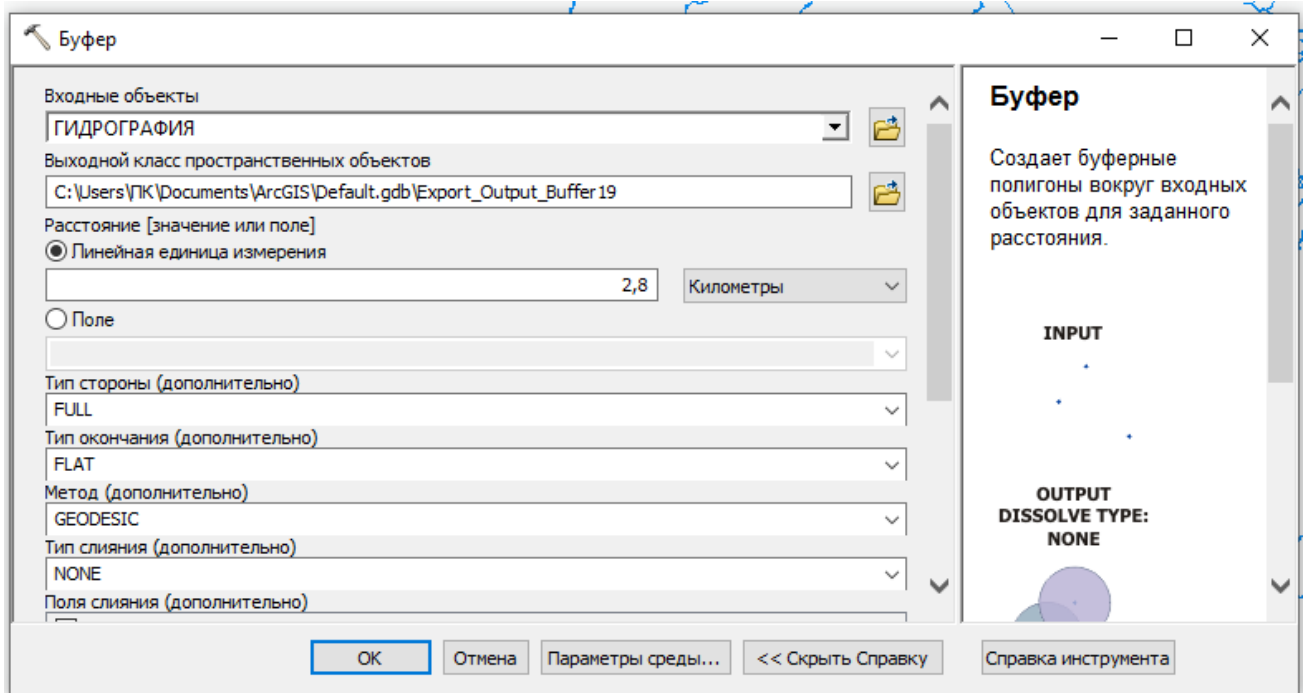 Буфер
Входные объекты
ГИДРОГРАФИЯ
Выходной класс пространственных объектов
C:\Users\ПК\Documents\ArcGIS\Default.gdb\Export_Output_Buffer19
Расстояние [значение или поле]
Линейная единица измерения
2,8 Километры
Поле
Тип стороны (дополнительно)
FULL
Тип окончания (дополнительно)
FLAT
Метод (дополнительно)
GEODESIC
Тип слияния (дополнительно)
NONE
Поля слияния (дополнительно)
Буфер
Создает буферные
полигоны вокруг входных
объектов для заданного
расстояния.
INPUT
OUTPUT
DISSOLVE TYPE:
NONE
OK Отмена Параметры среды... << Скрыть Справку Справка инструмента